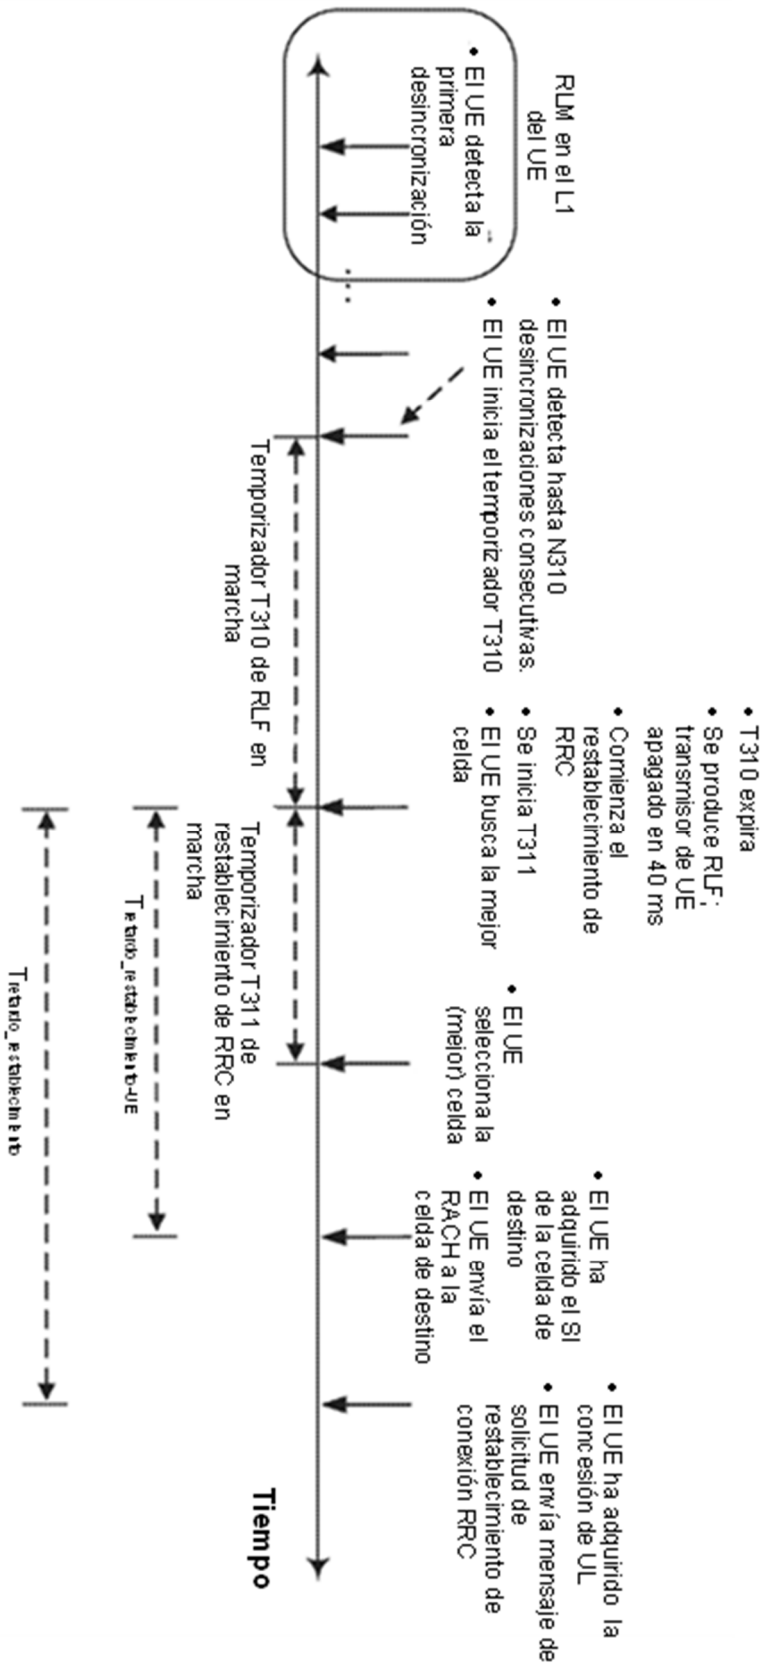 RLM en el L1
del UE
• El UE detecta la
primera
desincronización
...
• El UE detecta hasta N310
desincronizaciones consecutivas.
• El UE inicia el temporizador T310
• T310 expira
• Se produce RLF;
transmisor de UE
apagado en 40 ms
• Comienza el
restablecimiento de
RRC
• Se inicia T311
• El UE busca la mejor
celda
• El UE
selecciona la
(mejor) celda
• El UE ha
adquirido el SI
de la celda de
destino
• El UE envía el
RACH a la
celda de destino
• El UE ha adquirido la
concesión de UL
• El UE envía mensaje de
solicitud de
restablecimiento de
conexión RRC
Temporizador T310 de RLF en
marcha
Temporizador T311 de
restablecimiento de RRC en
marcha
Tretardo_restablecimiento-UE
Tretardo_restablecimiento
Tiempo